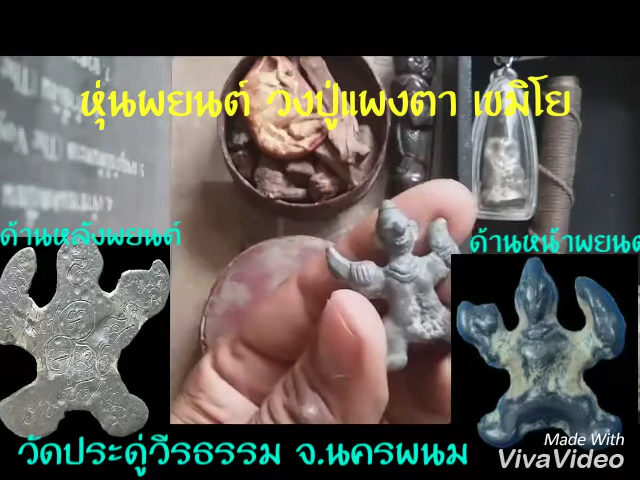 หุ่นพยนต์ วงปู่แผงตา เขมิโย
ด้านหลังพยนต์
ด้านหน้าพยนต์
วัดประดู่วีรธรรม จ.นครพนม
Made With
VivaVideo